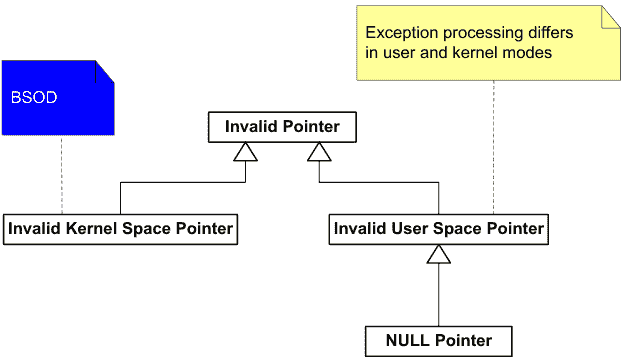 Exception processing differs
in user and kernel modes
BSOD
Invalid Pointer
Invalid Kernel Space Pointer
Invalid User Space Pointer
NULL Pointer